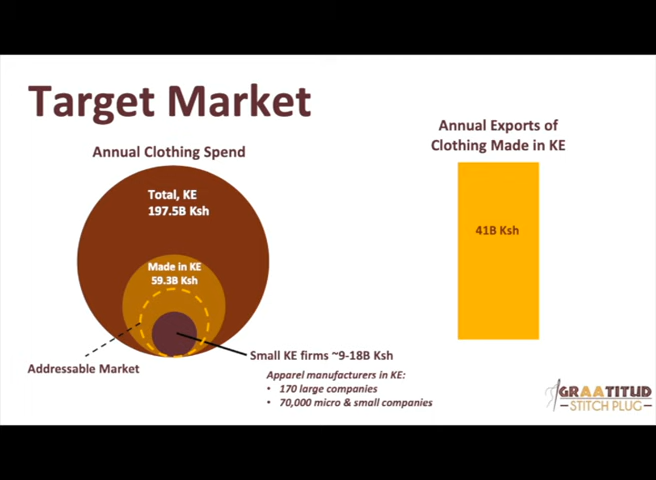 Target Market
Annual Clothing Spend
Total, KE
197.5B Ksh
Made in KE
59.3B Ksh
Addressable Market
Small KE firms ~9-18B Ksh
Apparel manufacturers in KE:
• 170 large companies
• 70,000 micro & small companies
Annual Exports of
Clothing Made in KE
41B Ksh
GRAATITUD
STITCH PLUG